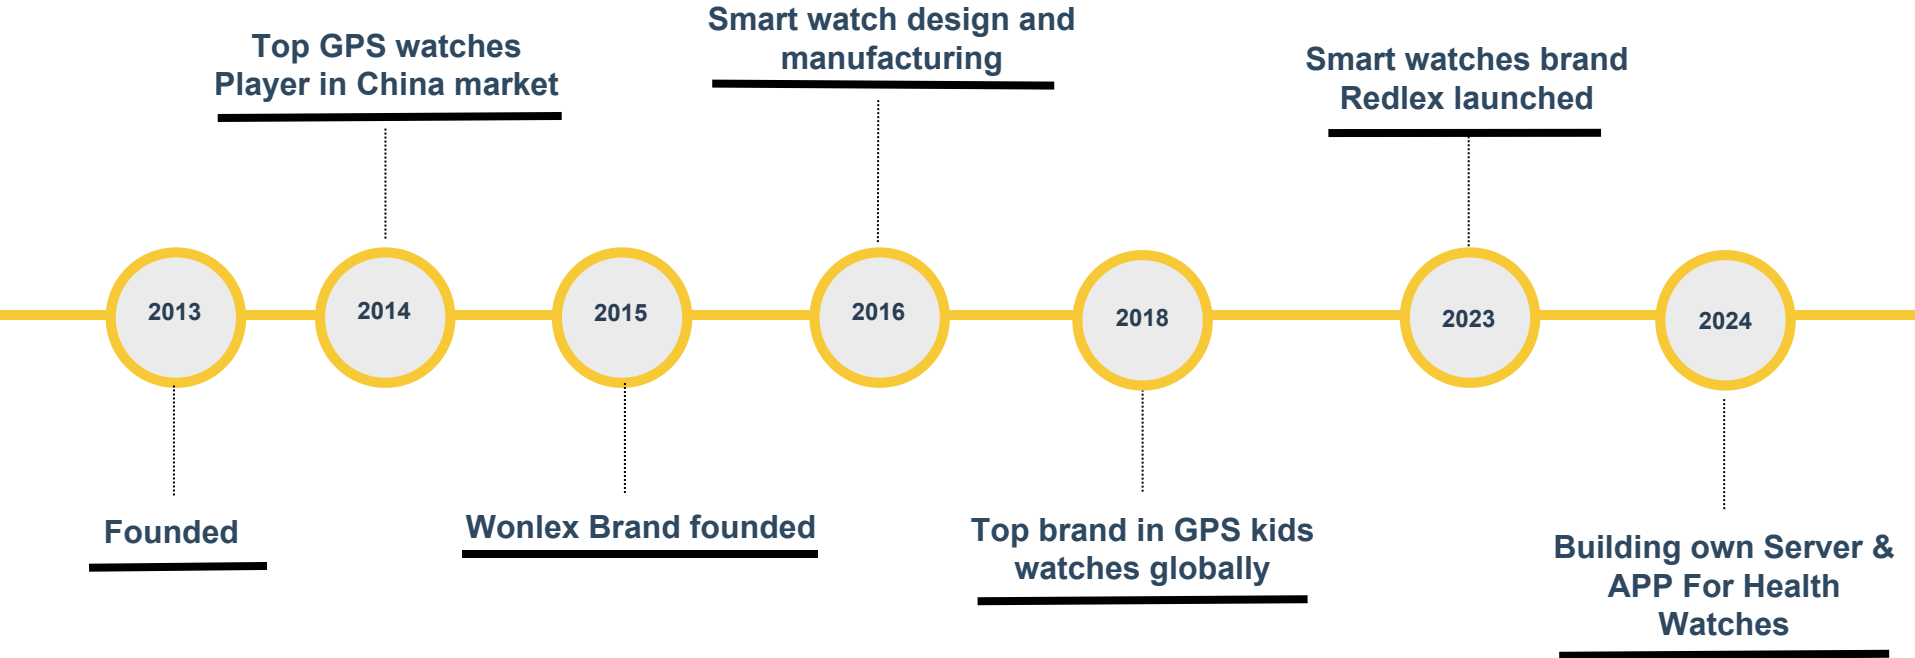 Top GPS watches
Player in China market
Smart watch design and
manufacturing
Smart watches brand
Redlex launched
2013
2014
2015
2016
2018
2023
2024
Founded
Wonlex Brand founded
Top brand in GPS kids
watches globally
Building own Server &
APP For Health
Watches